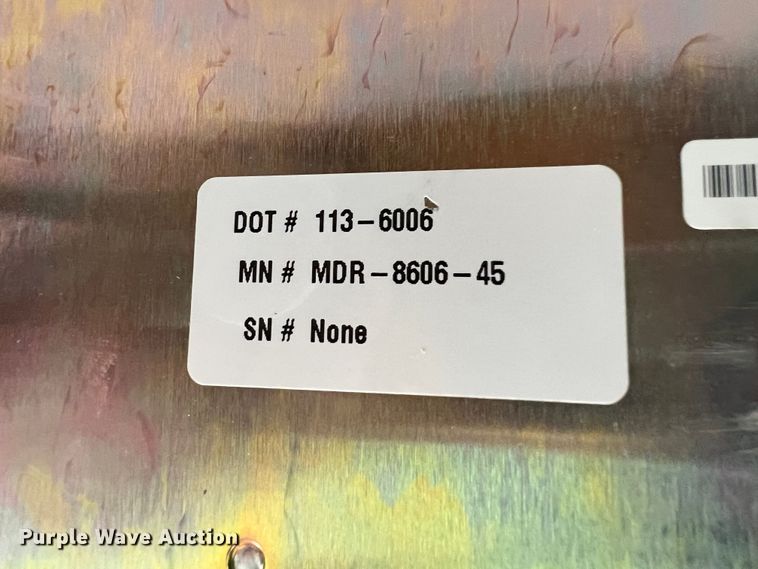 DOT # 113-6006
MN # MDR-8606-45
SN # None
Purple Wave Auction